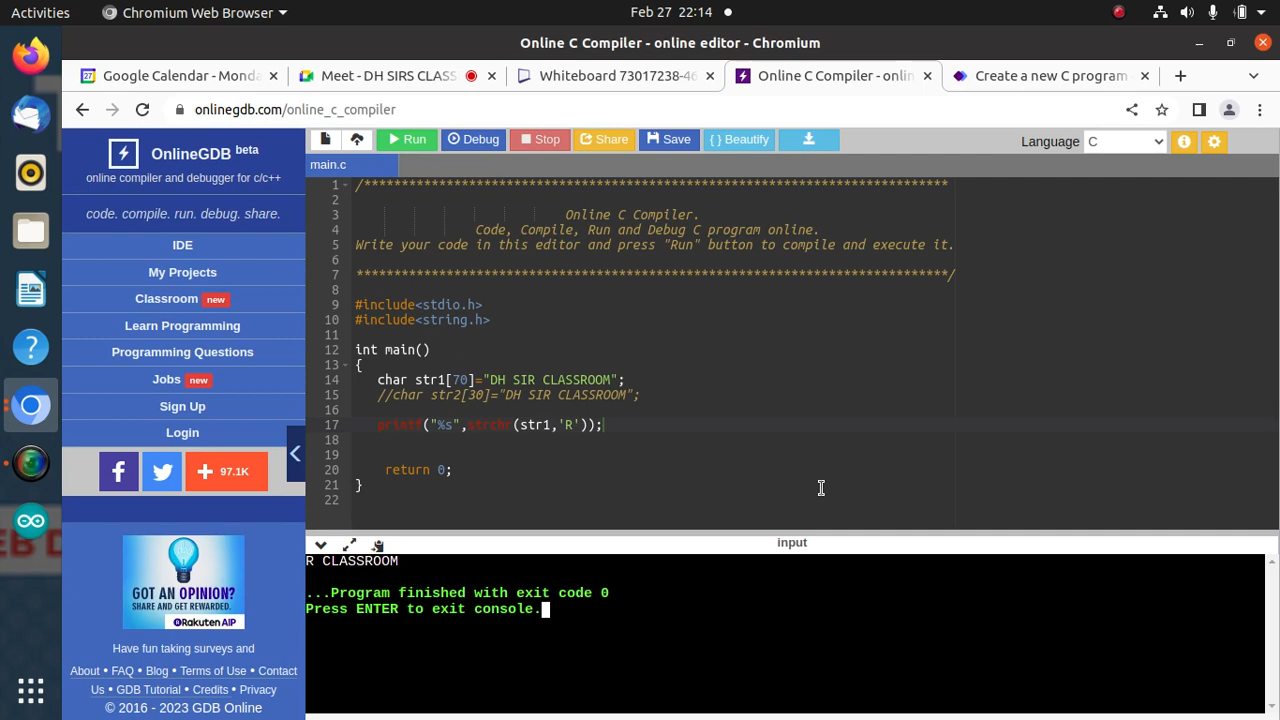 Activities
Chromium Web Browser
Feb 27 22:14
Online C Compiler - online editor - Chromium
27
Google Calendar - Monda
Meet - DH SIRS CLASS
Whiteboard 73017238-46
Online C Compiler - onlin
Create a new C program
onlinegdb.com/online_c_compiler
OnlineGDB beta
online compiler and debugger for c/c++
code. compile. run. debug. share.
IDE
My Projects
Classroom new
Learn Programming
Programming Questions
Jobs new
Sign Up
Login
97.1K
GOT AN OPINION?
SHARE AND GET REWARDED.
Rakuten AIP
Have fun taking surveys and
About • FAQ • Blog • Terms of Use • Contact
Us • GDB Tutorial • Credits • Privacy
© 2016 - 2023 GDB Online
Run
Debug
Stop
Share
Save
{ } Beautify
Language C
main.c
1 /******************************************************************************
2
3 Online C Compiler.
4 Code, Compile, Run and Debug C program online.
5 Write your code in this editor and press "Run" button to compile and execute it.
6
7 *******************************************************************************/
8
9 #include<stdio.h>
10 #include<string.h>
11
12 int main()
13 {
14 char str1[70]="DH SIR CLASSROOM";
15 //char str2[30]="DH SIR CLASSROOM";
16
17 printf("%s",strchr(str1,'R'));
18
19
20 return 0;
21 }
22
input
R CLASSROOM
...Program finished with exit code 0
Press ENTER to exit console.